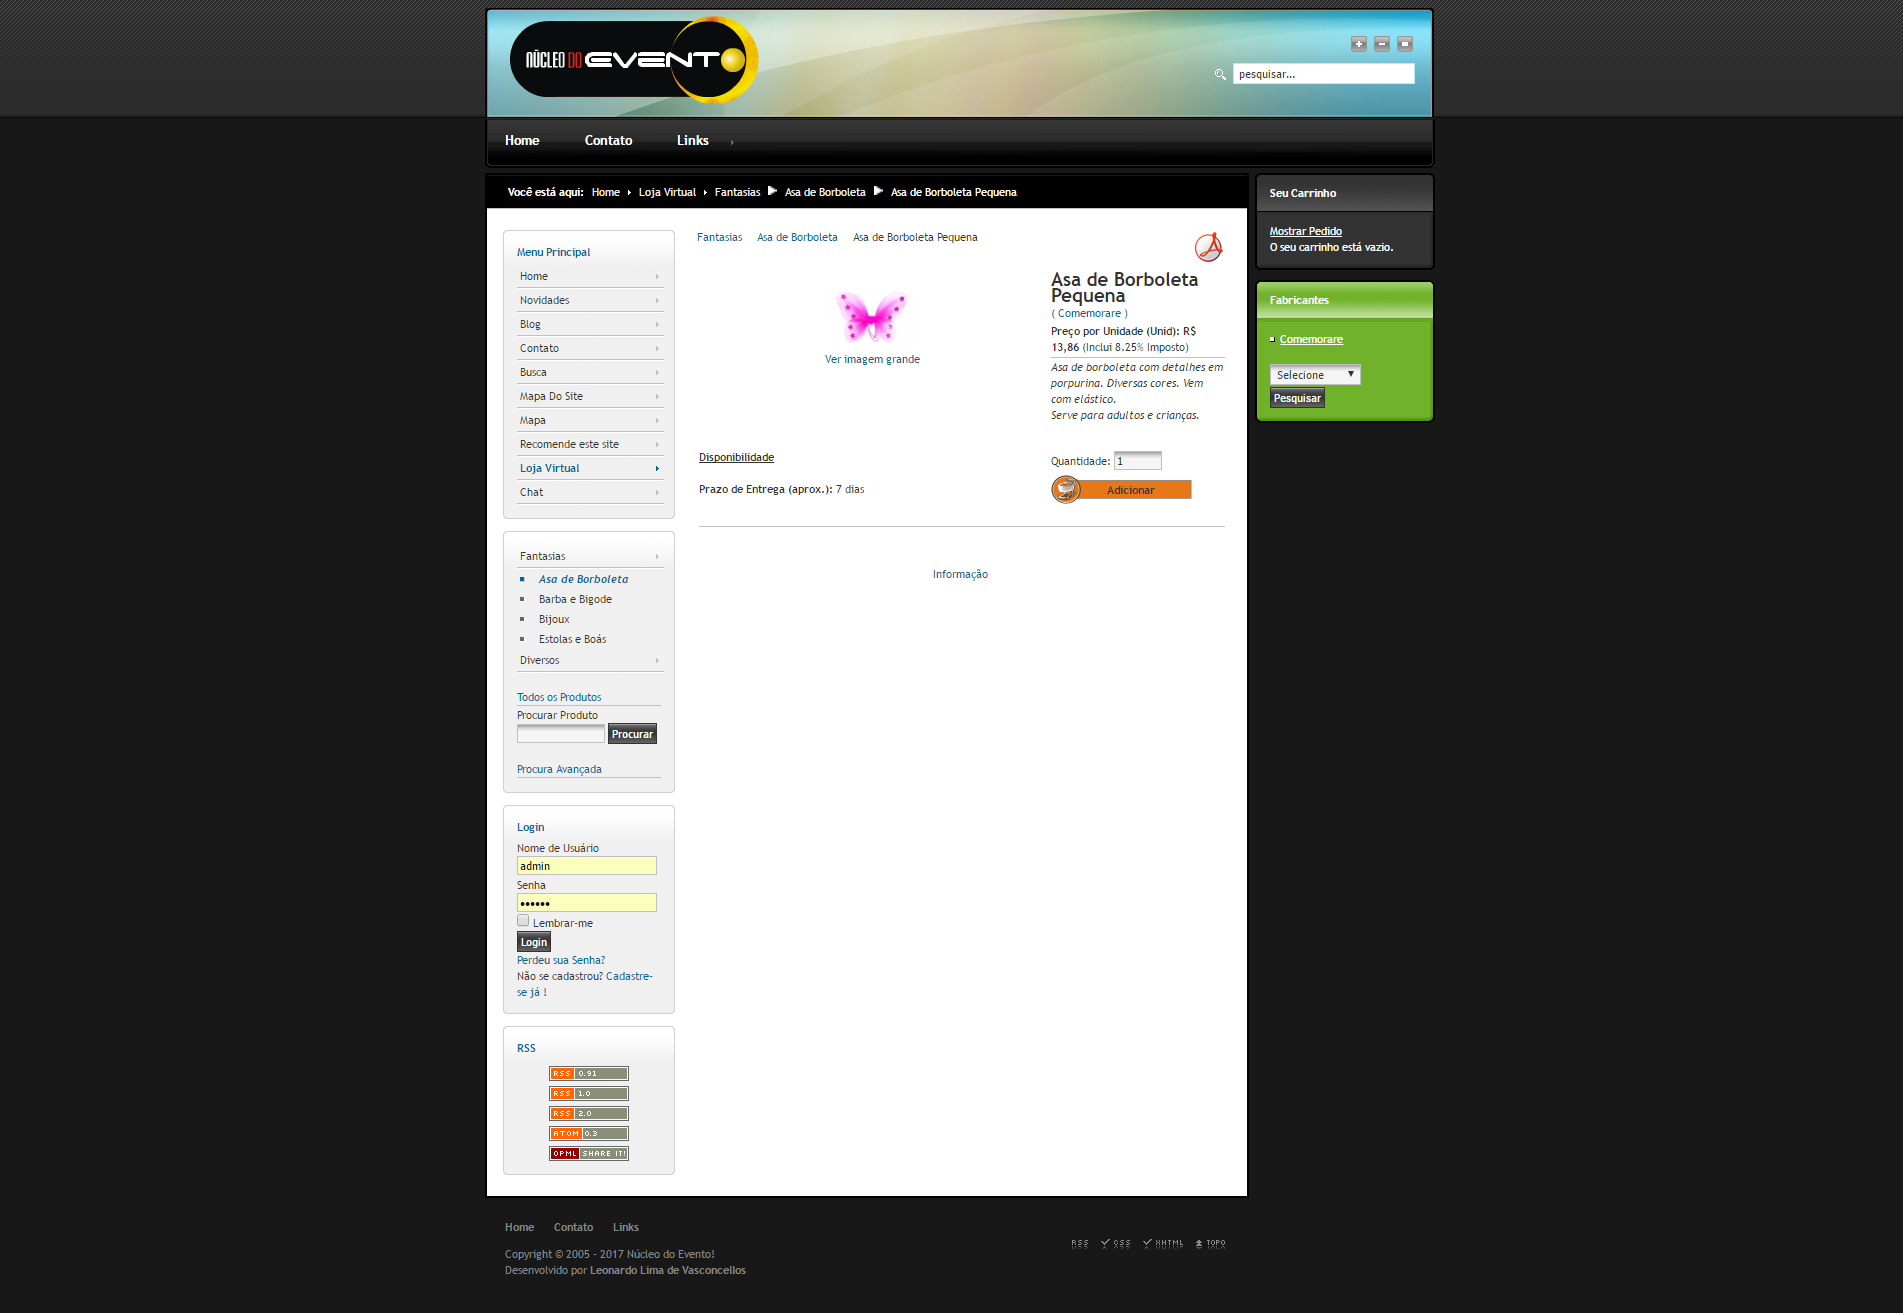 NÚCLEO DO EVENTO
pesquisar...
Home
Contato
Links
Você está aqui: Home Loja Virtual Fantasias Asa de Borboleta Asa de Borboleta Pequena
Menu Principal
Home
Novidades
Blog
Contato
Busca
Mapa Do Site
Mapa
Recomende este site
Loja Virtual
Chat
Fantasias
Asa de Borboleta
Barba e Bigode
Bijoux
Estolas e Boás
Diversos
Todos os Produtos
Procurar Produto
Procurar
Procura Avançada
Login
Nome de Usuário
admin
Senha
••••••
Lembrar-me
Login
Perdeu sua Senha?
Não se cadastrou? Cadastre-
se já !
RSS
RSS 0.91
RSS 1.0
RSS 2.0
ATOM 0.3
OPML SHARE IT!
Fantasias Asa de Borboleta Asa de Borboleta Pequena
Ver imagem grande
Asa de Borboleta
Pequena
( Comemorare )
Preço por Unidade (Unid): R$
13,86 (Inclui 8.25% Imposto)
Asa de borboleta com detalhes em
porpurina. Diversas cores. Vem
com elástico.
Serve para adultos e crianças.
Disponibilidade
Prazo de Entrega (aprox.): 7 dias
Quantidade: 1
Adicionar
Informação
Seu Carrinho
Mostrar Pedido
O seu carrinho está vazio.
Fabricantes
Comemorare
Selecione
Pesquisar
Home Contato Links
Copyright © 2005 - 2017 Núcleo do Evento!
Desenvolvido por Leonardo Lima de Vasconcellos
RSS CSS XHTML TOPO